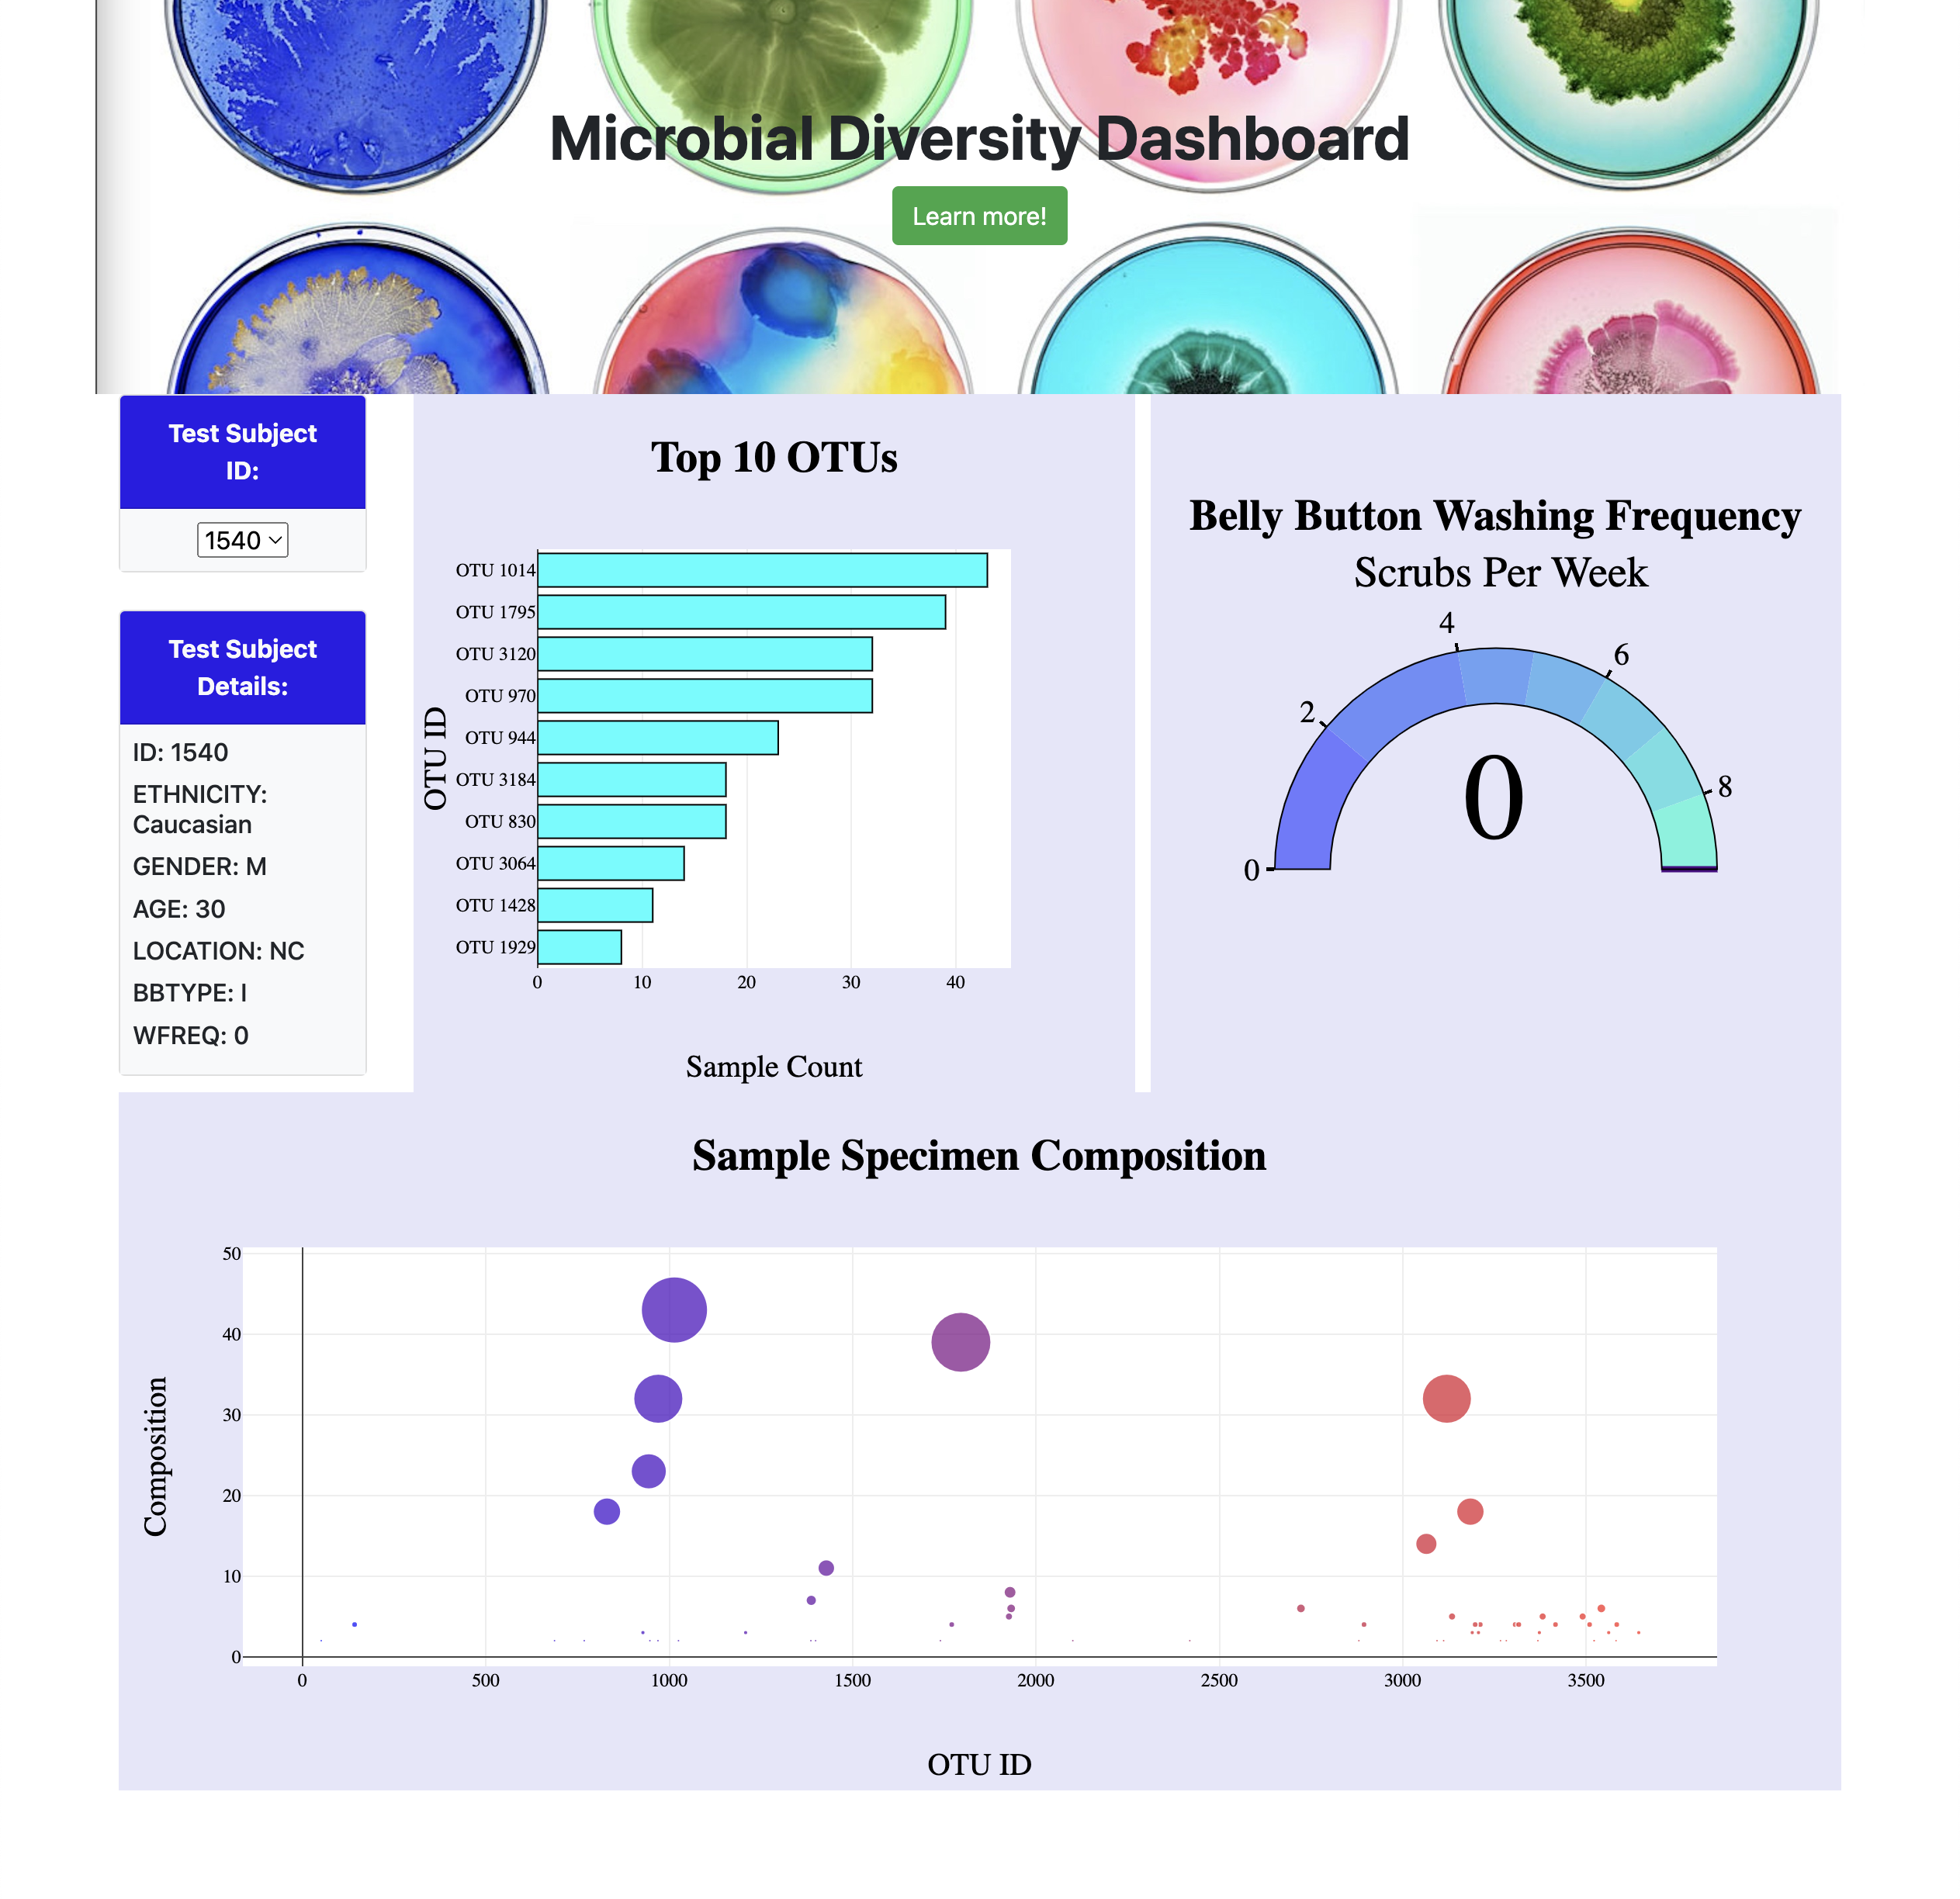 Microbial Diversity Dashboard
Learn more!
Test Subject
ID:
1540
Test Subject
Details:
ID: 1540
ETHNICITY:
Caucasian
GENDER: M
AGE: 30
LOCATION: NC
BBTYPE: I
WFREQ: 0
Top 10 OTUs
OTU ID
OTU 1014
OTU 1795
OTU 3120
OTU 970
OTU 944
OTU 3184
OTU 830
OTU 3064
OTU 1428
OTU 1929
0 10 20 30 40
Sample Count
Belly Button Washing Frequency
Scrubs Per Week
0 2 4 6 8
0
Sample Specimen Composition
Composition
50
40
30
20
10
0
0 500 1000 1500 2000 2500 3000 3500
OTU ID